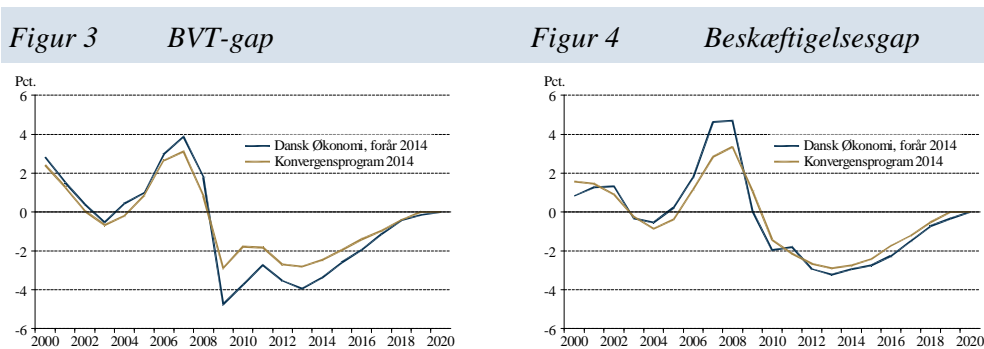 Figur 3 BVT-gap
Pct.
6
4
2
0
-2
-4
-6
Dansk Økonomi, forår 2014
Konvergensprogram 2014
2000 2002 2004 2006 2008 2010 2012 2014 2016 2018 2020
Figur 4 Beskæftigelsesgap
Pct.
6
4
2
0
-2
-4
-6
Dansk Økonomi, forår 2014
Konvergensprogram 2014
2000 2002 2004 2006 2008 2010 2012 2014 2016 2018 2020